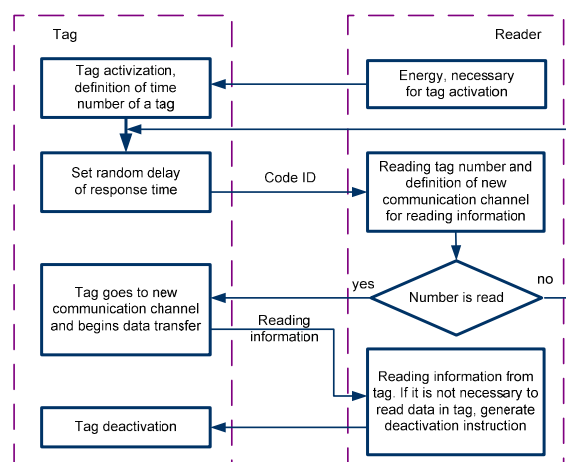 Tag
Reader
Tag activization,
definition of time
number of a tag
Energy, necessary
for tag activation
Set random delay
of response time
Code ID
Reading tag number and
definition of new
communication channel
for reading information
Tag goes to new
communication channel
and begins data transfer
yes
Number is read
no
Reading
information
Reading information from
tag. If it is not necessary to
read data in tag, generate
deactivation instruction
Tag deactivation